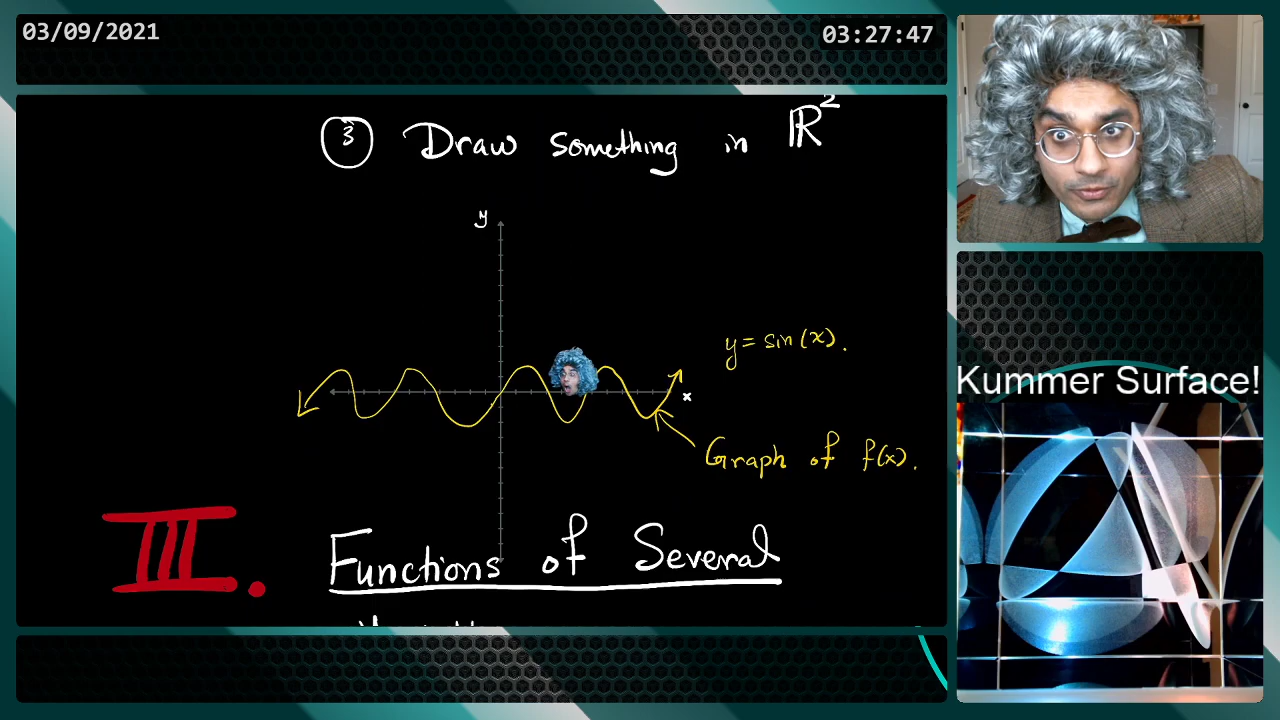 03/09/2021
03:27:47
③ Draw something in ℝ²
y
y = sin(x).
x
Graph of f(x).
III. Functions of Several
Kummer Surface!